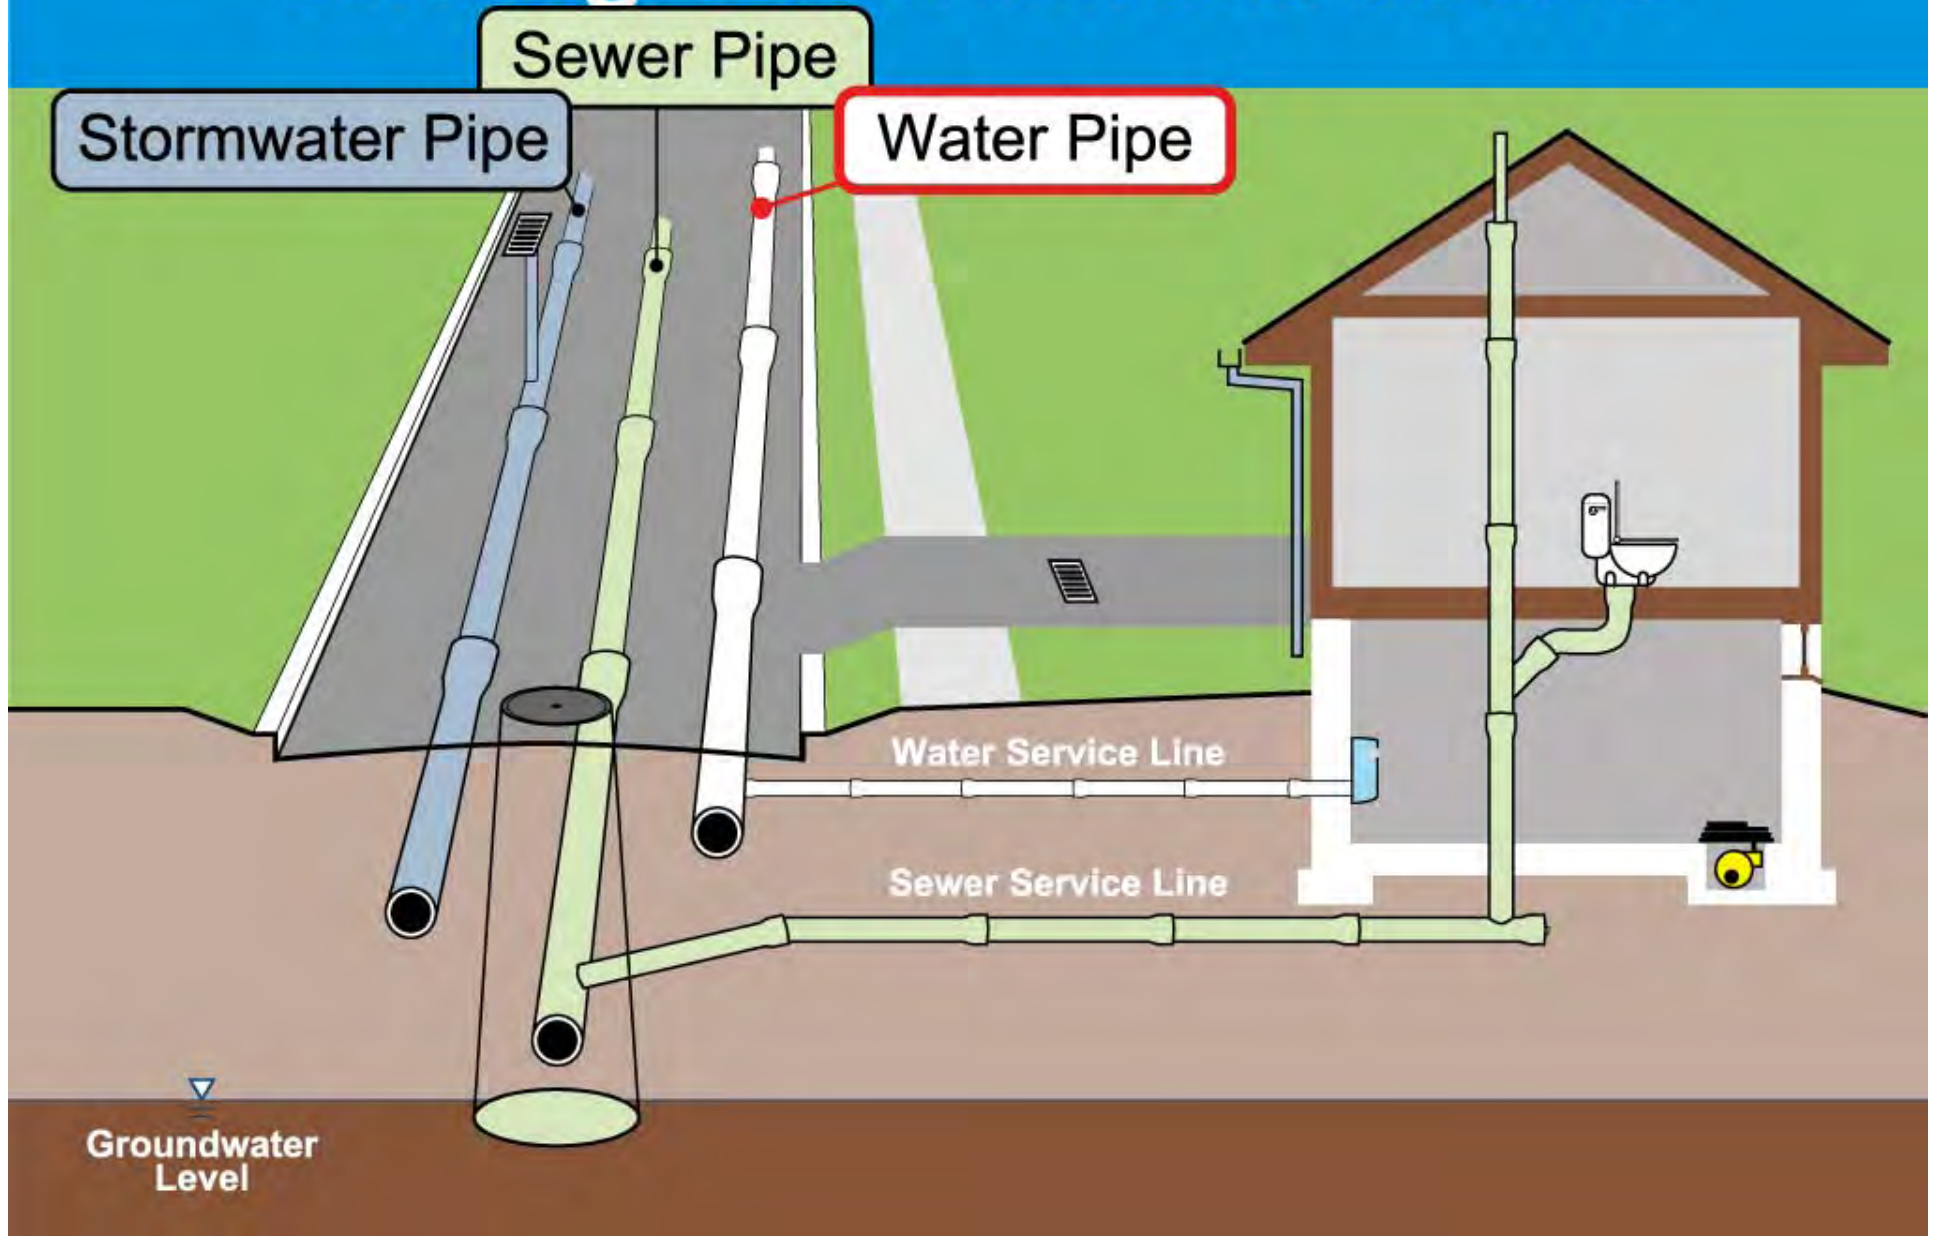 Sewer Pipe
Stormwater Pipe
Water Pipe
Water Service Line
Sewer Service Line
Groundwater
Level